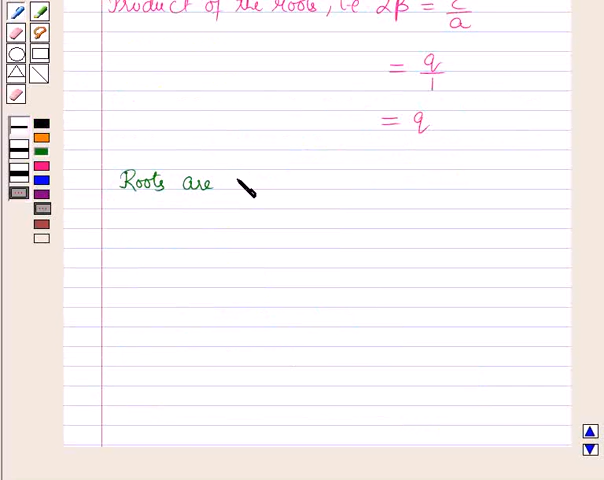 Product of the roots, i.e αβ = c/a
= q/1
= q
Roots are